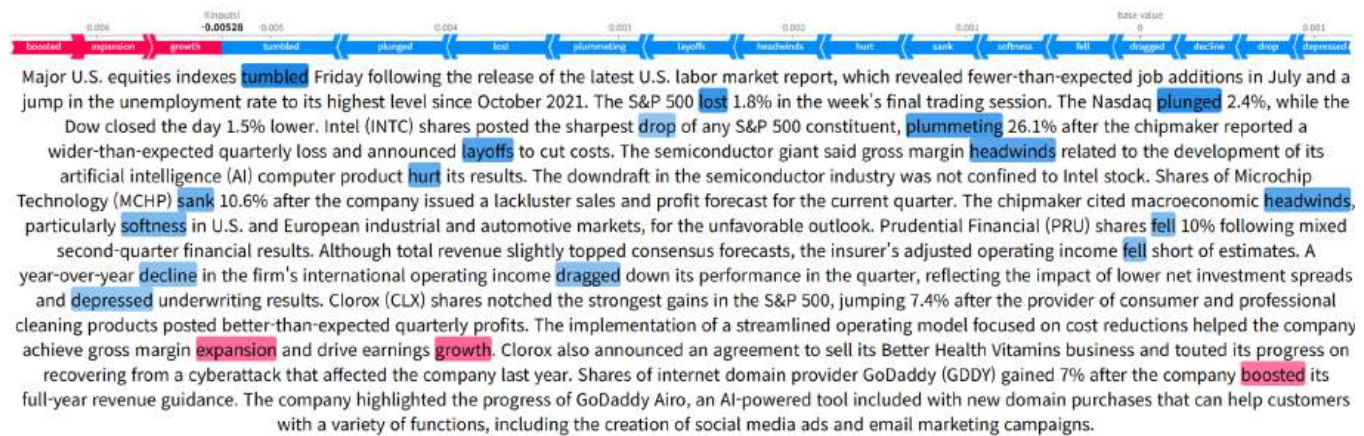 f(inputs) base value
-0.006 -0.00528 -0.005 -0.004 -0.003 -0.002 -0.001 0 0.001
boosted expansion growth tumbled plunged lost plummeting layoffs headwinds hurt sank softness fell dragged decline drop depressed
Major U.S. equities indexes tumbled Friday following the release of the latest U.S. labor market report, which revealed fewer-than-expected job additions in July and a
jump in the unemployment rate to its highest level since October 2021. The S&P 500 lost 1.8% in the week's final trading session. The Nasdaq plunged 2.4%, while the
Dow closed the day 1.5% lower. Intel (INTC) shares posted the sharpest drop of any S&P 500 constituent, plummeting 26.1% after the chipmaker reported a
wider-than-expected quarterly loss and announced layoffs to cut costs. The semiconductor giant said gross margin headwinds related to the development of its
artificial intelligence (AI) computer product hurt its results. The downdraft in the semiconductor industry was not confined to Intel stock. Shares of Microchip
Technology (MCHP) sank 10.6% after the company issued a lackluster sales and profit forecast for the current quarter. The chipmaker cited macroeconomic headwinds,
particularly softness in U.S. and European industrial and automotive markets, for the unfavorable outlook. Prudential Financial (PRU) shares fell 10% following mixed
second-quarter financial results. Although total revenue slightly topped consensus forecasts, the insurer's adjusted operating income fell short of estimates. A
year-over-year decline in the firm's international operating income dragged down its performance in the quarter, reflecting the impact of lower net investment spreads
and depressed underwriting results. Clorox (CLX) shares notched the strongest gains in the S&P 500, jumping 7.4% after the provider of consumer and professional
cleaning products posted better-than-expected quarterly profits. The implementation of a streamlined operating model focused on cost reductions helped the company
achieve gross margin expansion and drive earnings growth. Clorox also announced an agreement to sell its Better Health Vitamins business and touted its progress on
recovering from a cyberattack that affected the company last year. Shares of internet domain provider GoDaddy (GDDY) gained 7% after the company boosted its
full-year revenue guidance. The company highlighted the progress of GoDaddy Airo, an AI-powered tool included with new domain purchases that can help customers
with a variety of functions, including the creation of social media ads and email marketing campaigns.